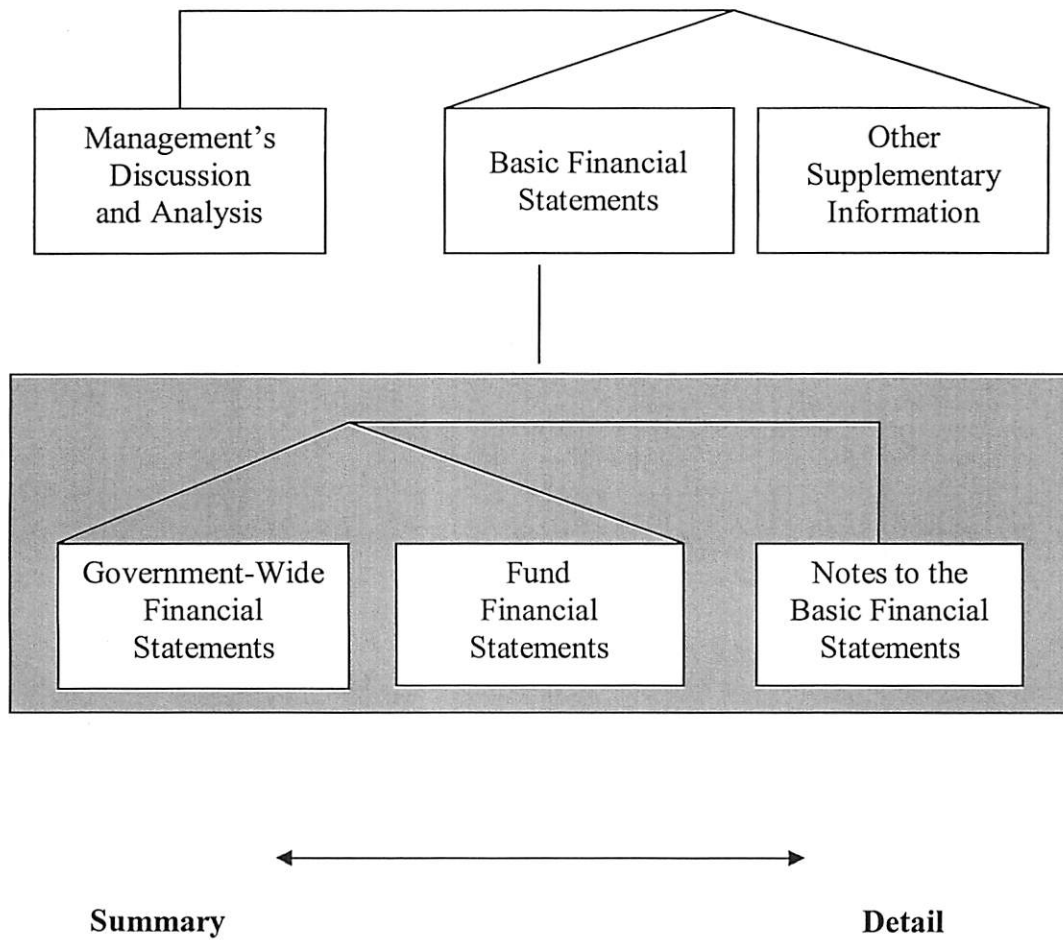 Management’s
Discussion
and Analysis
Basic Financial
Statements
Other
Supplementary
Information
Government-Wide
Financial
Statements
Fund
Financial
Statements
Notes to the
Basic Financial
Statements
Summary
Detail